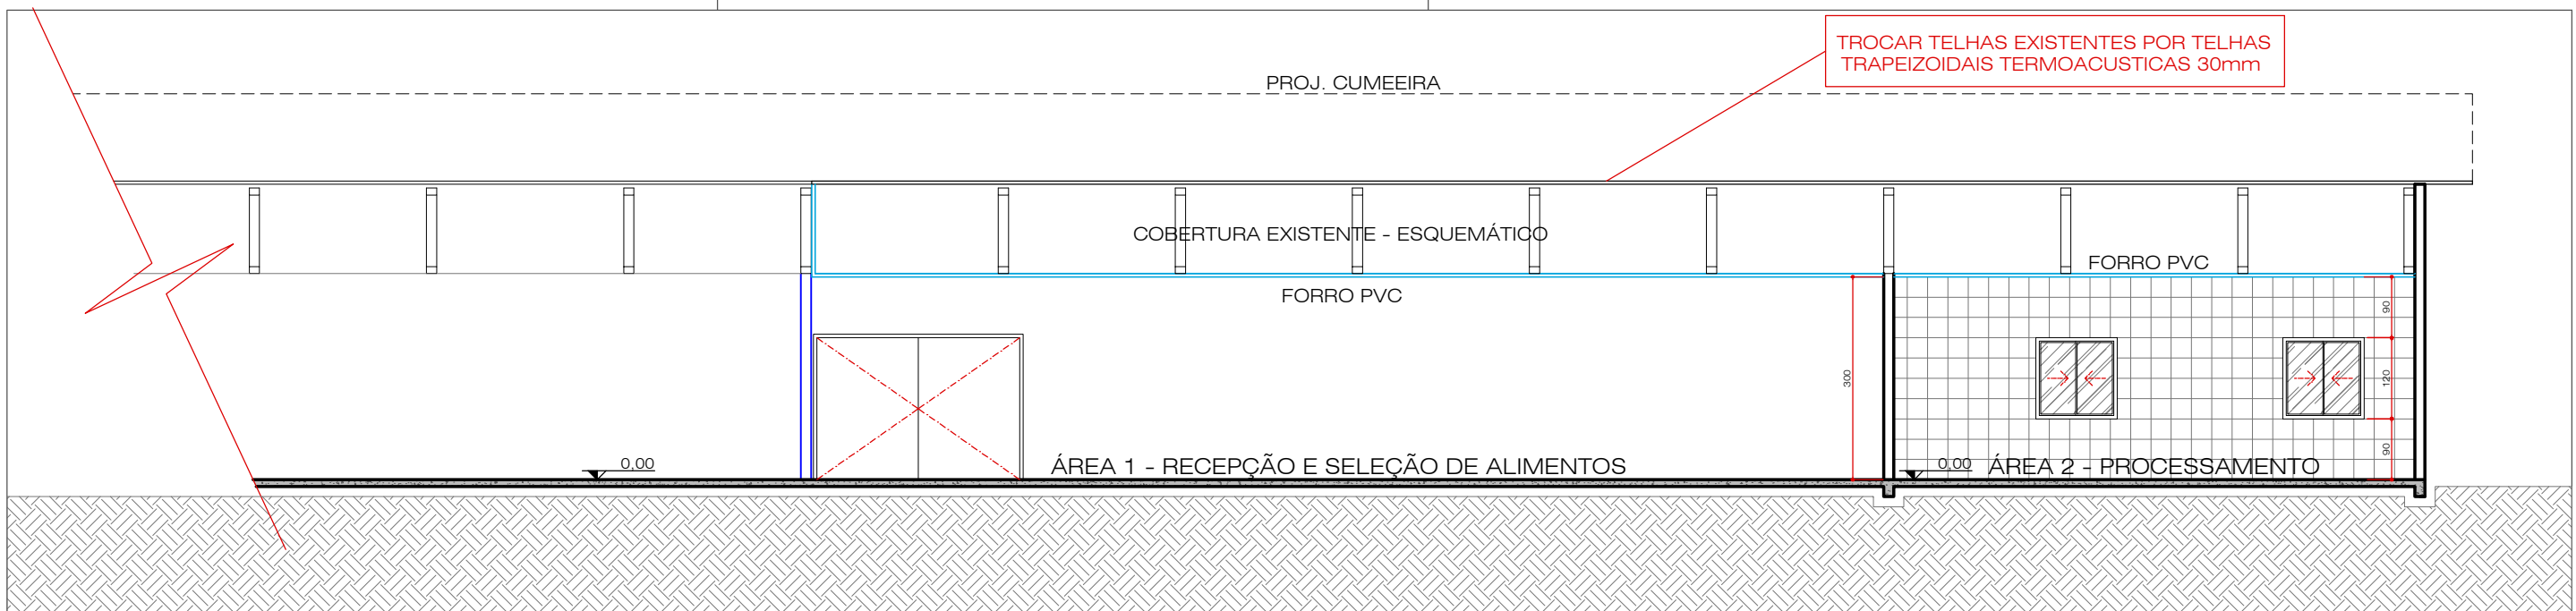 TROCAR TELHAS EXISTENTES POR TELHAS
TRAPEIZOIDAIS TERMOACUSTICAS 30mm
PROJ. CUMEEIRA
COBERTURA EXISTENTE - ESQUEMÁTICO
FORRO PVC
FORRO PVC
90
300
120
90
0,00
ÁREA 1 - RECEPÇÃO E SELEÇÃO DE ALIMENTOS
0,00
ÁREA 2 - PROCESSAMENTO